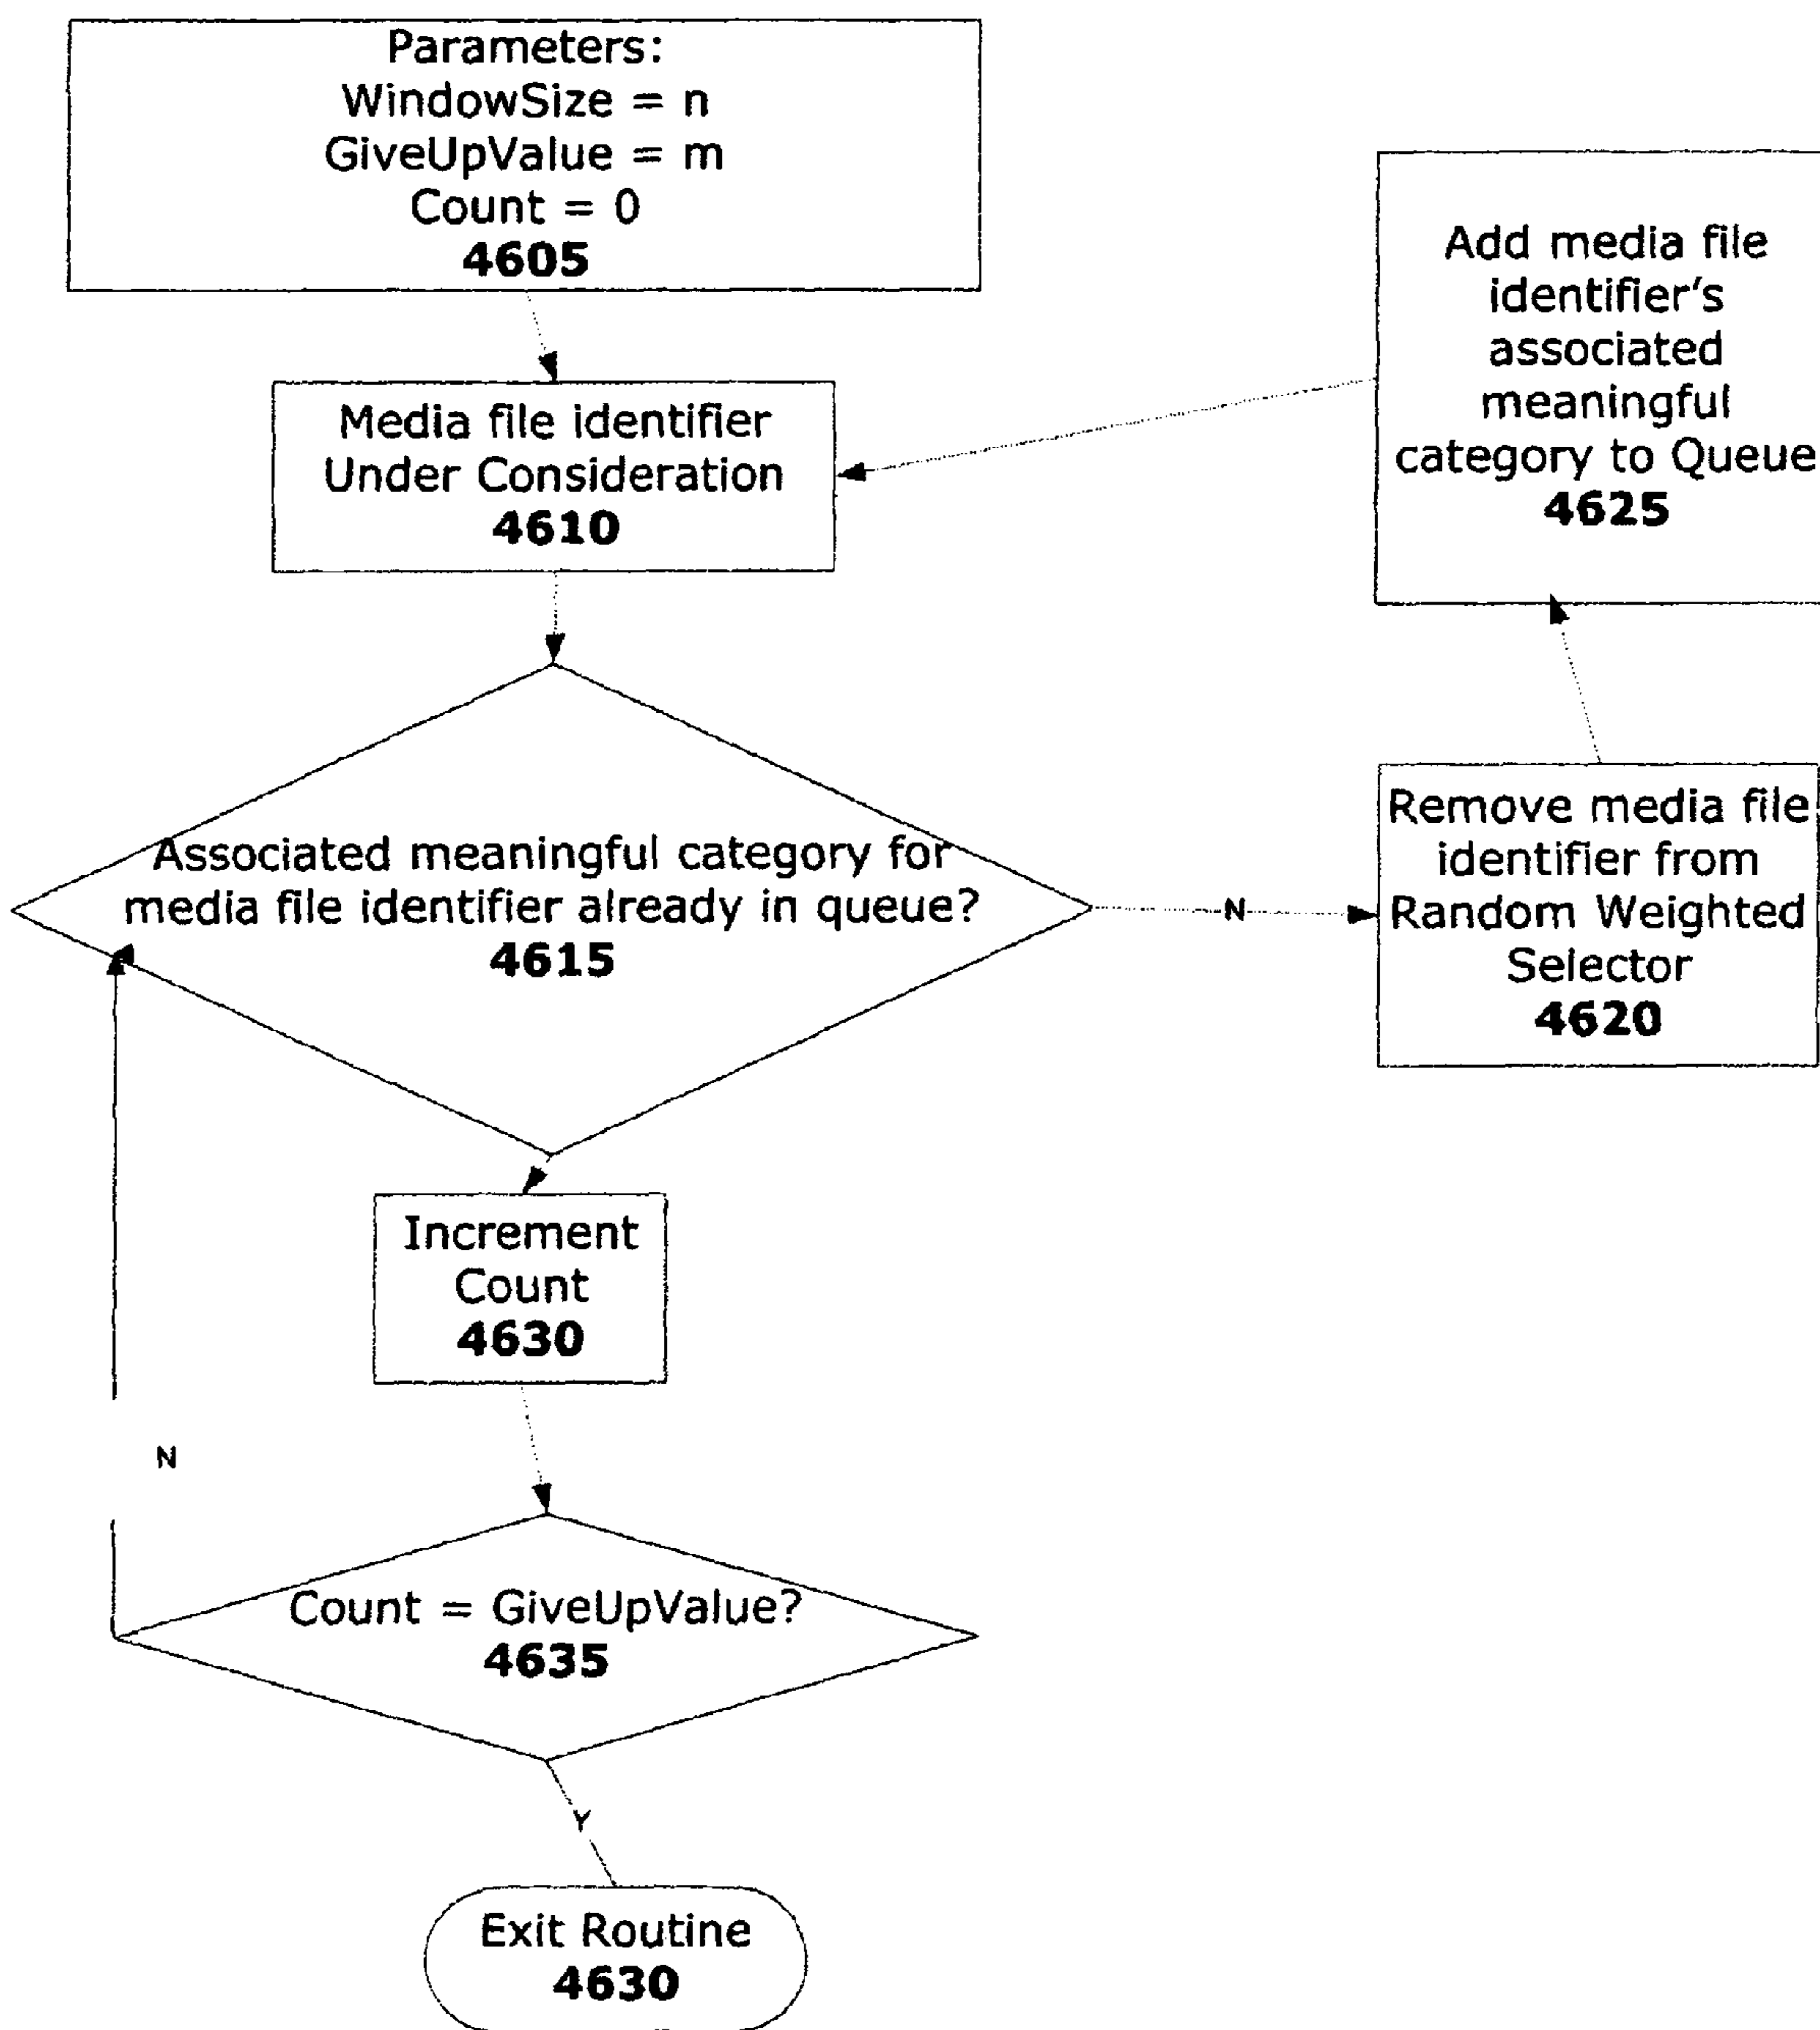 Parameters:
WindowSize = n
GiveUpValue = m
Count = 0
4605
Media file identifier
Under Consideration
4610
Add media file
identifier's
associated
meaningful
category to Queue
4625
Associated meaningful category for
media file identifier already in queue?
4615
N
Remove media file
identifier from
Random Weighted
Selector
4620
Increment
Count
4630
N
Count = GiveUpValue?
4635
Y
Exit Routine
4630